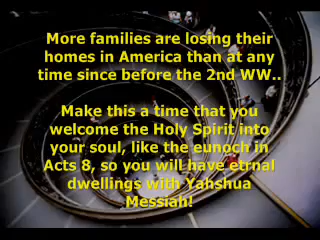 More families are losing their
homes in America than at any
time since before the 2nd WW..
Make this a time that you
welcome the Holy Spirit into
your soul, like the eunoch in
Acts 8, so you will have etrnal
dwellings with Yahshua
Messiah!